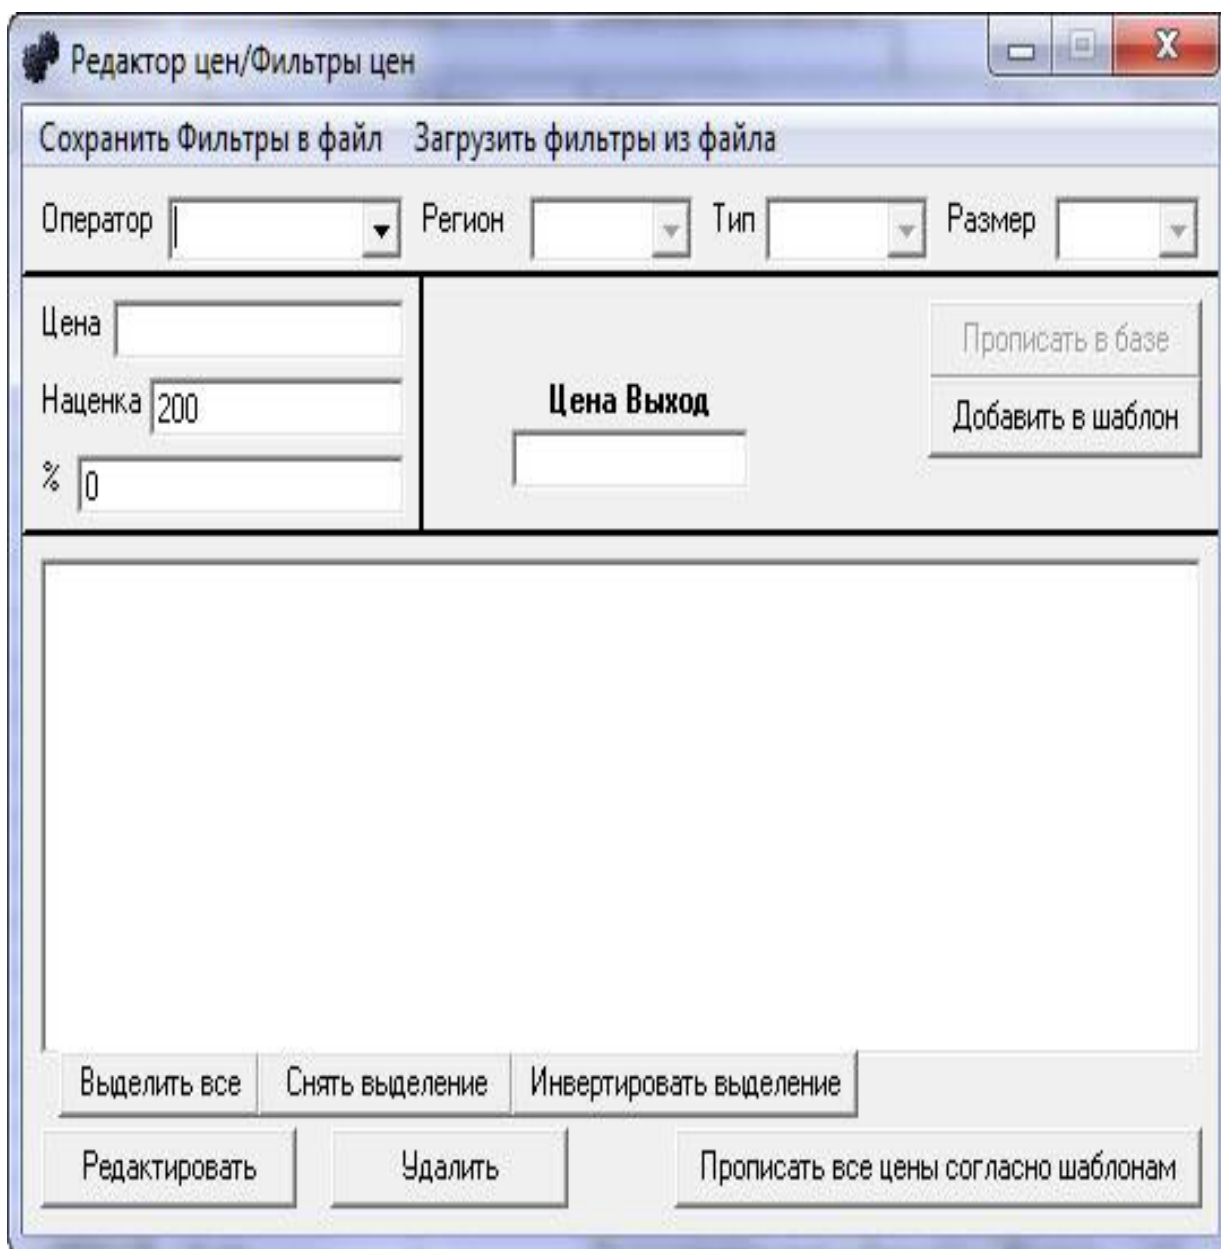 Редактор цен/Фильтры цен
Сохранить Фильтры в файл Загрузить фильтры из файла
Оператор Регион Тип Размер
Цена
Наценка 200
% 0
Цена Выход
Прописать в базе
Добавить в шаблон
Выделить все Снять выделение Инвертировать выделение
Редактировать Удалить Прописать все цены согласно шаблонам